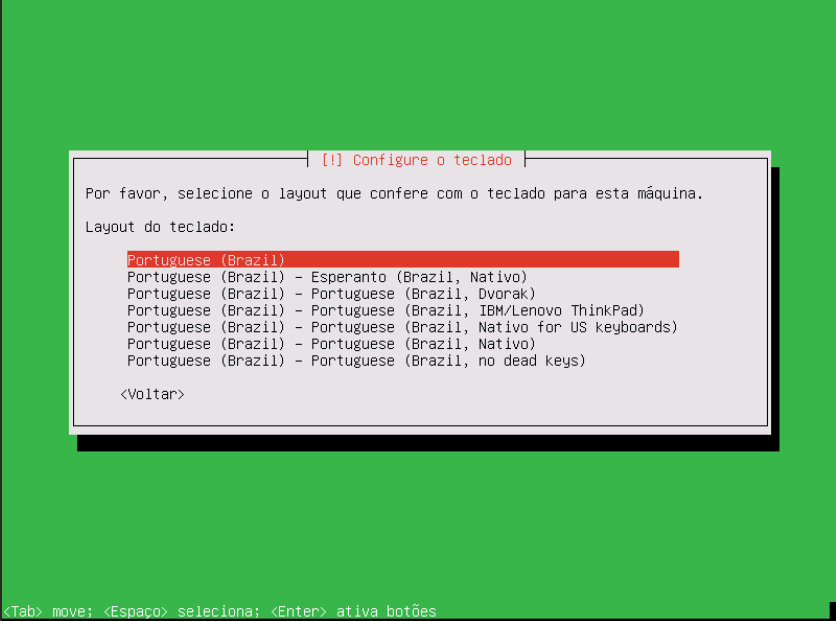 [!] Configure o teclado
Por favor, selecione o layout que confere com o teclado para esta máquina.
Layout do teclado:
Portuguese (Brazil)
Portuguese (Brazil) – Esperanto (Brazil, Nativo)
Portuguese (Brazil) – Portuguese (Brazil, Dvorak)
Portuguese (Brazil) – Portuguese (Brazil, IBM/Lenovo ThinkPad)
Portuguese (Brazil) – Portuguese (Brazil, Nativo for US keyboards)
Portuguese (Brazil) – Portuguese (Brazil, Nativo)
Portuguese (Brazil) – Portuguese (Brazil, no dead keys)
<Voltar>
<Tab> move; <Espaço> seleciona; <Enter> ativa botões